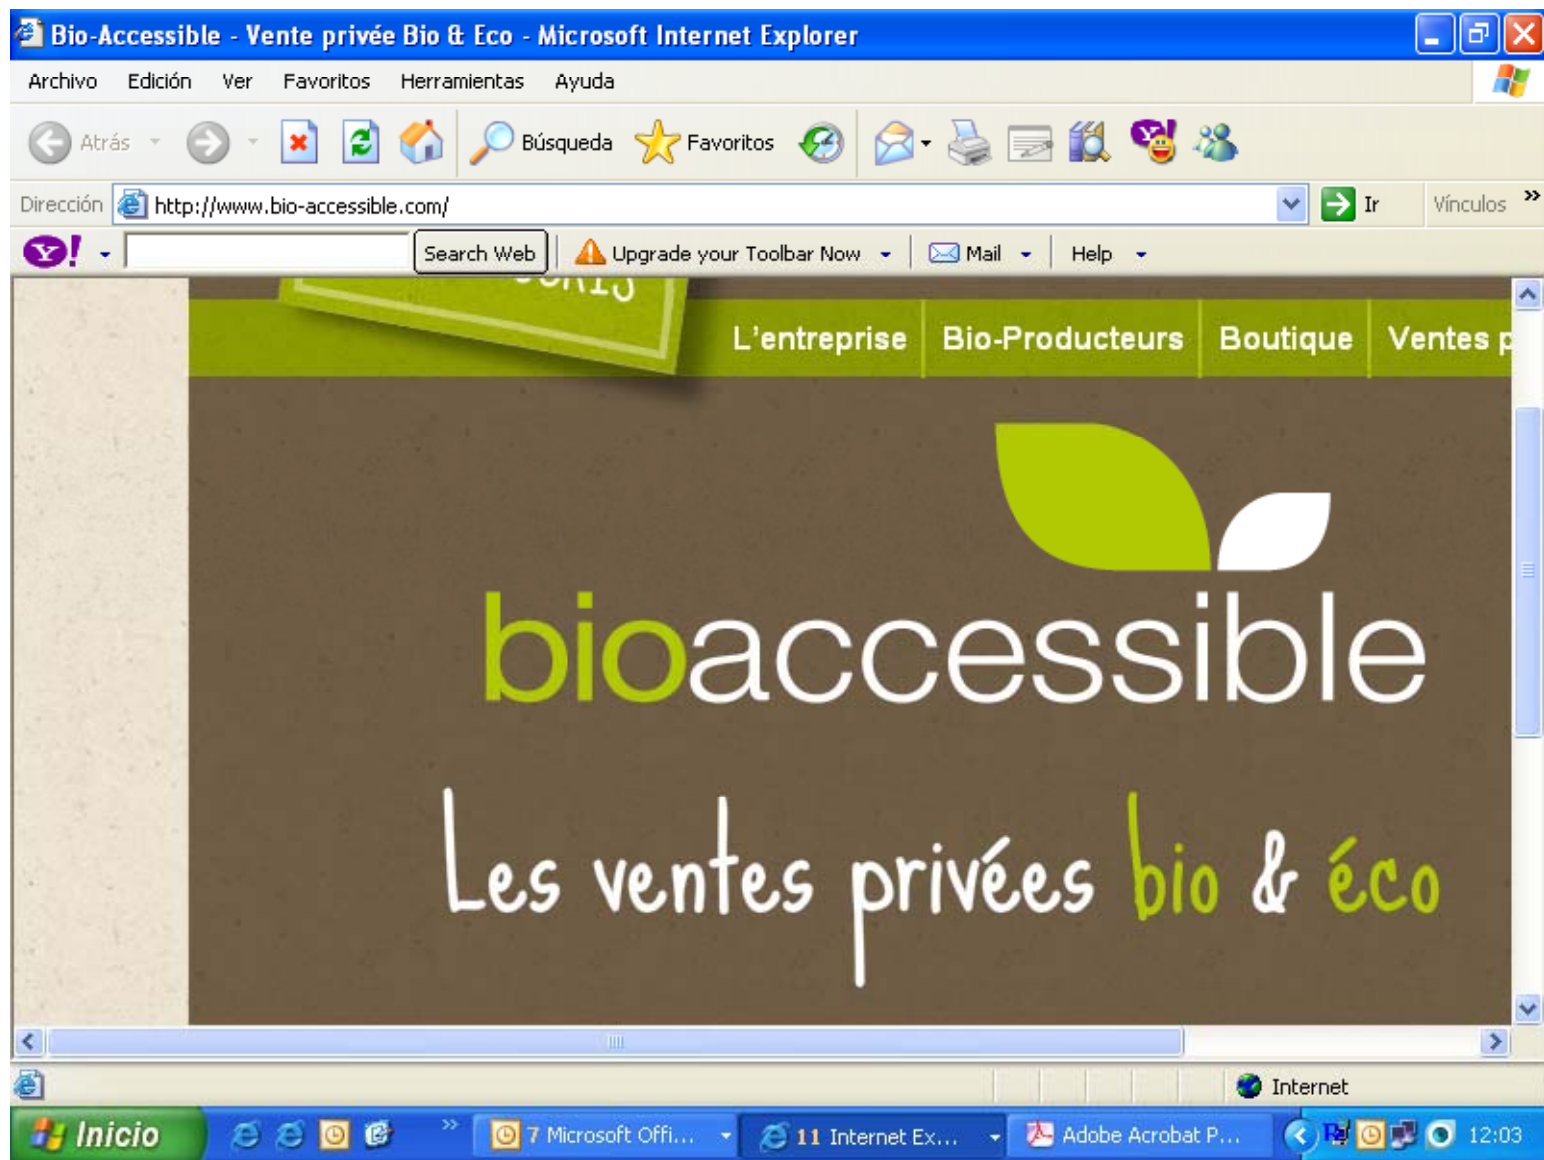 Bio-Accessible - Vente privée Bio & Eco - Microsoft Internet Explorer
Archivo Edición Ver Favoritos Herramientas Ayuda
Atrás Búsqueda Favoritos
Dirección http://www.bio-accessible.com/ Ir Vínculos »
Y! Search Web Upgrade your Toolbar Now Mail Help
L'entreprise Bio-Producteurs Boutique Ventes p
bioaccessible
Les ventes privées bio & éco
Internet
Inicio » 7 Microsoft Offi... 11 Internet Ex... Adobe Acrobat P... 12:03